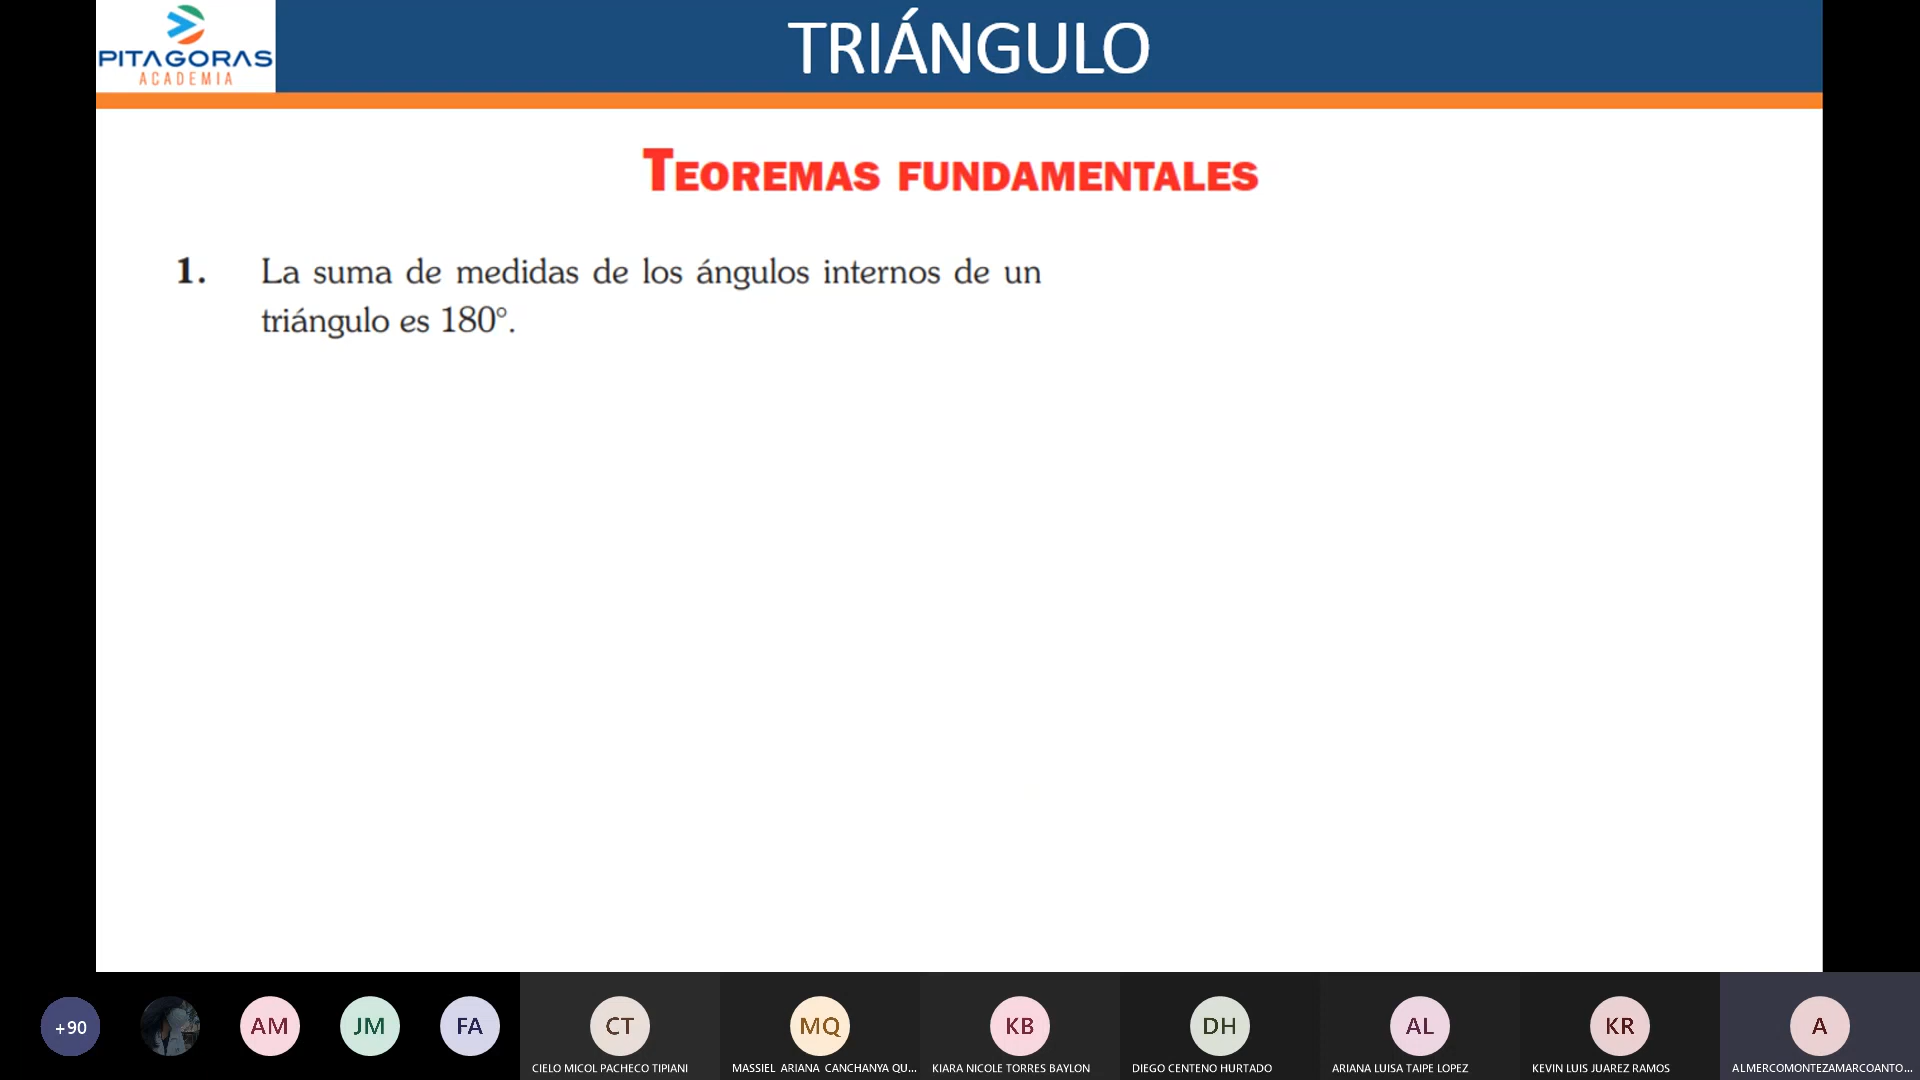 PITAGORAS
ACADEMIA
TRIÁNGULO
TEOREMAS FUNDAMENTALES
1. La suma de medidas de los ángulos internos de un
triángulo es 180°.
+90
AM
JM
FA
CT
CIELO MICOL PACHECO TIPIANI
MQ
MASSIEL ARIANA CANCHANYA QU...
KB
KIARA NICOLE TORRES BAYLON
DH
DIEGO CENTENO HURTADO
AL
ARIANA LUISA TAIPE LOPEZ
KR
KEVIN LUIS JUAREZ RAMOS
A
ALMERCOMONTEZAMARCOANTO...